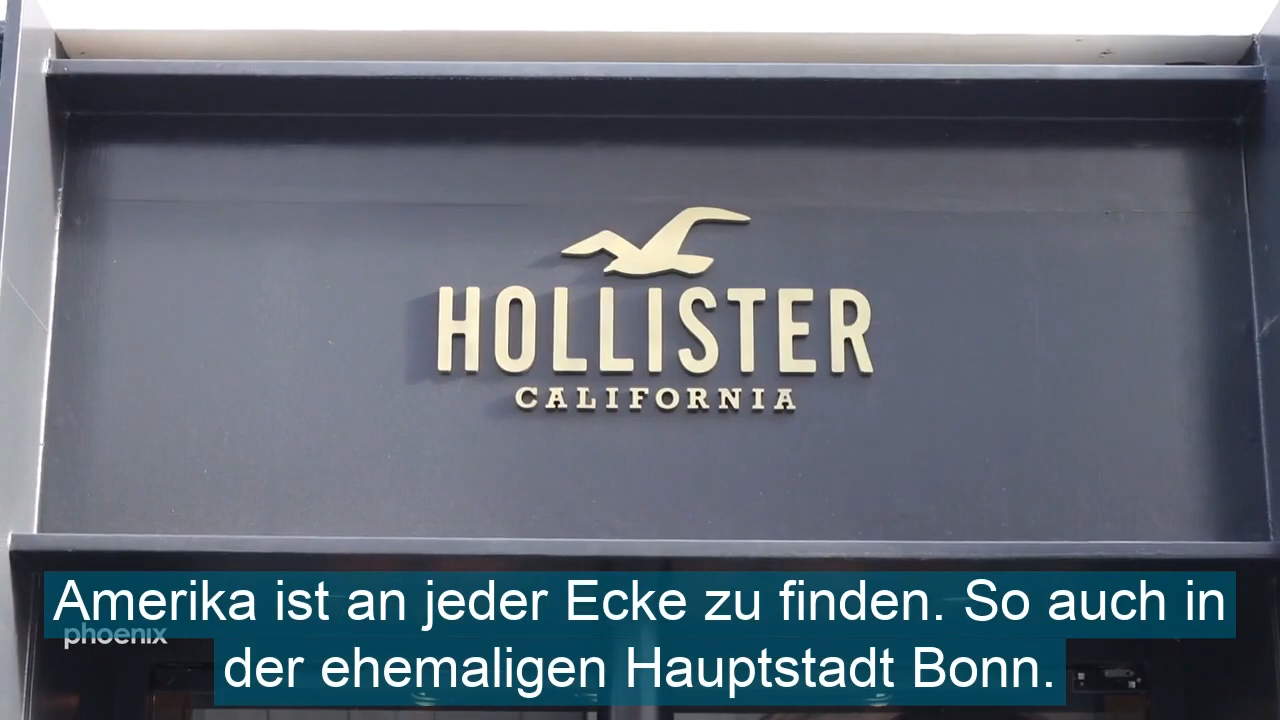 HOLLISTER
CALIFORNIA
Amerika ist an jeder Ecke zu finden. So auch in
phoenix
der ehemaligen Hauptstadt Bonn.